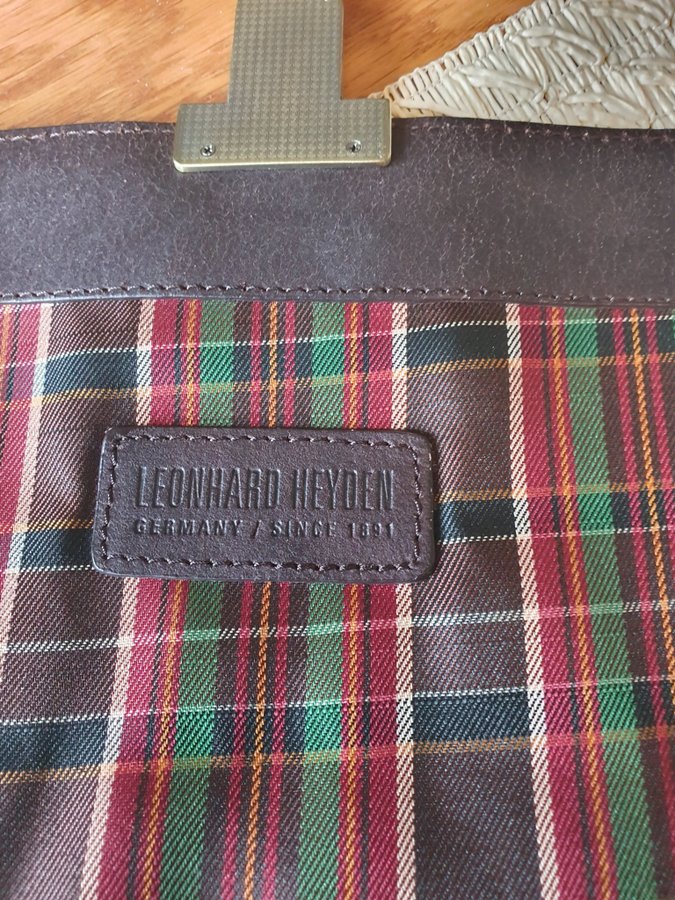 LEONHARD HEYDEN
GERMANY / SINCE 1891